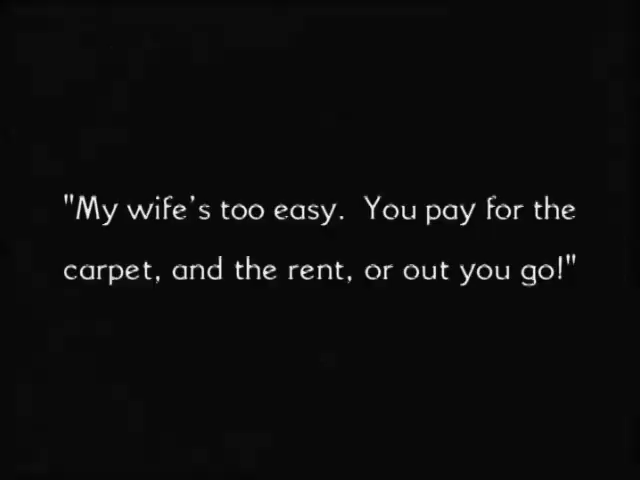 "My wife's too easy.  You pay for the
carpet, and the rent, or out you go!"